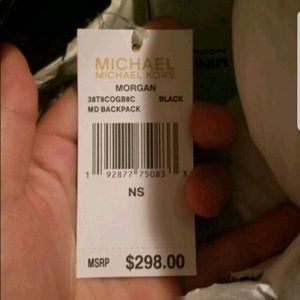 MICHAEL
MICHAEL KORS
MORGAN
38T9COGB8C BLACK
MD BACKPACK
1 92877 75083 3
NS
MSRP $298.00